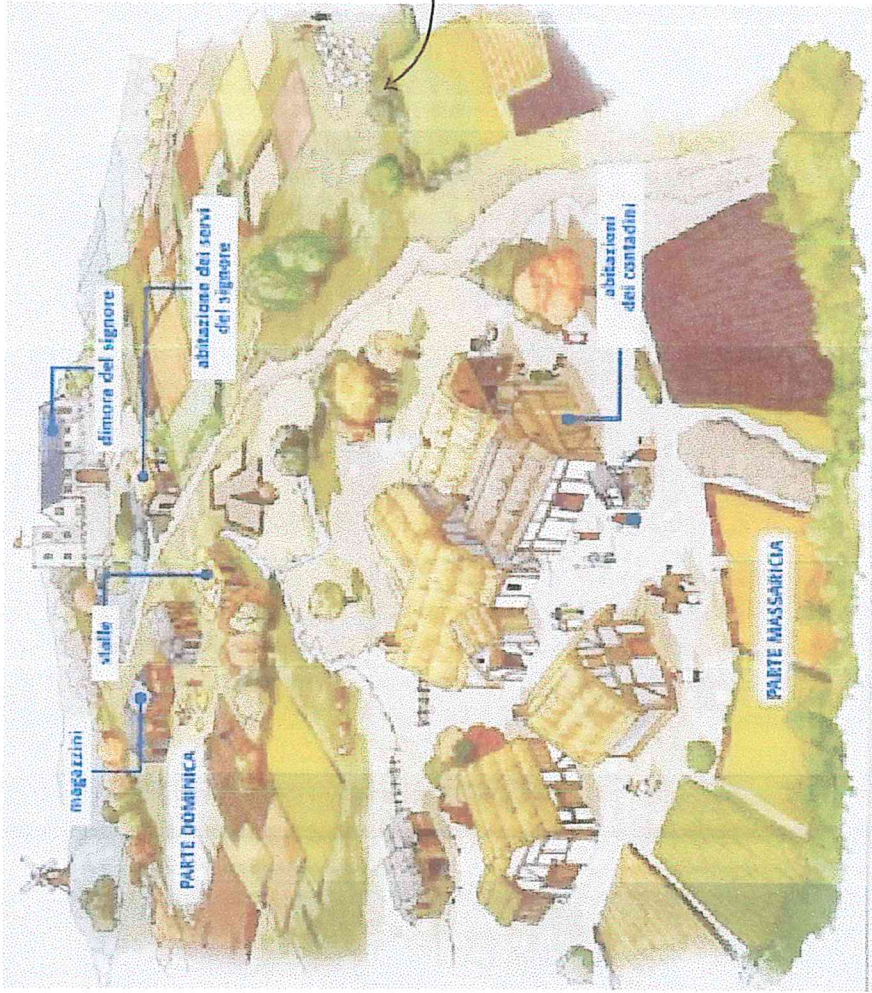 magazzini
stalle
dimora del signore
abitazione dei servi
del signore
PARTE DOMINICA
abitazioni
dei contadini
PARTE MASSARICIA